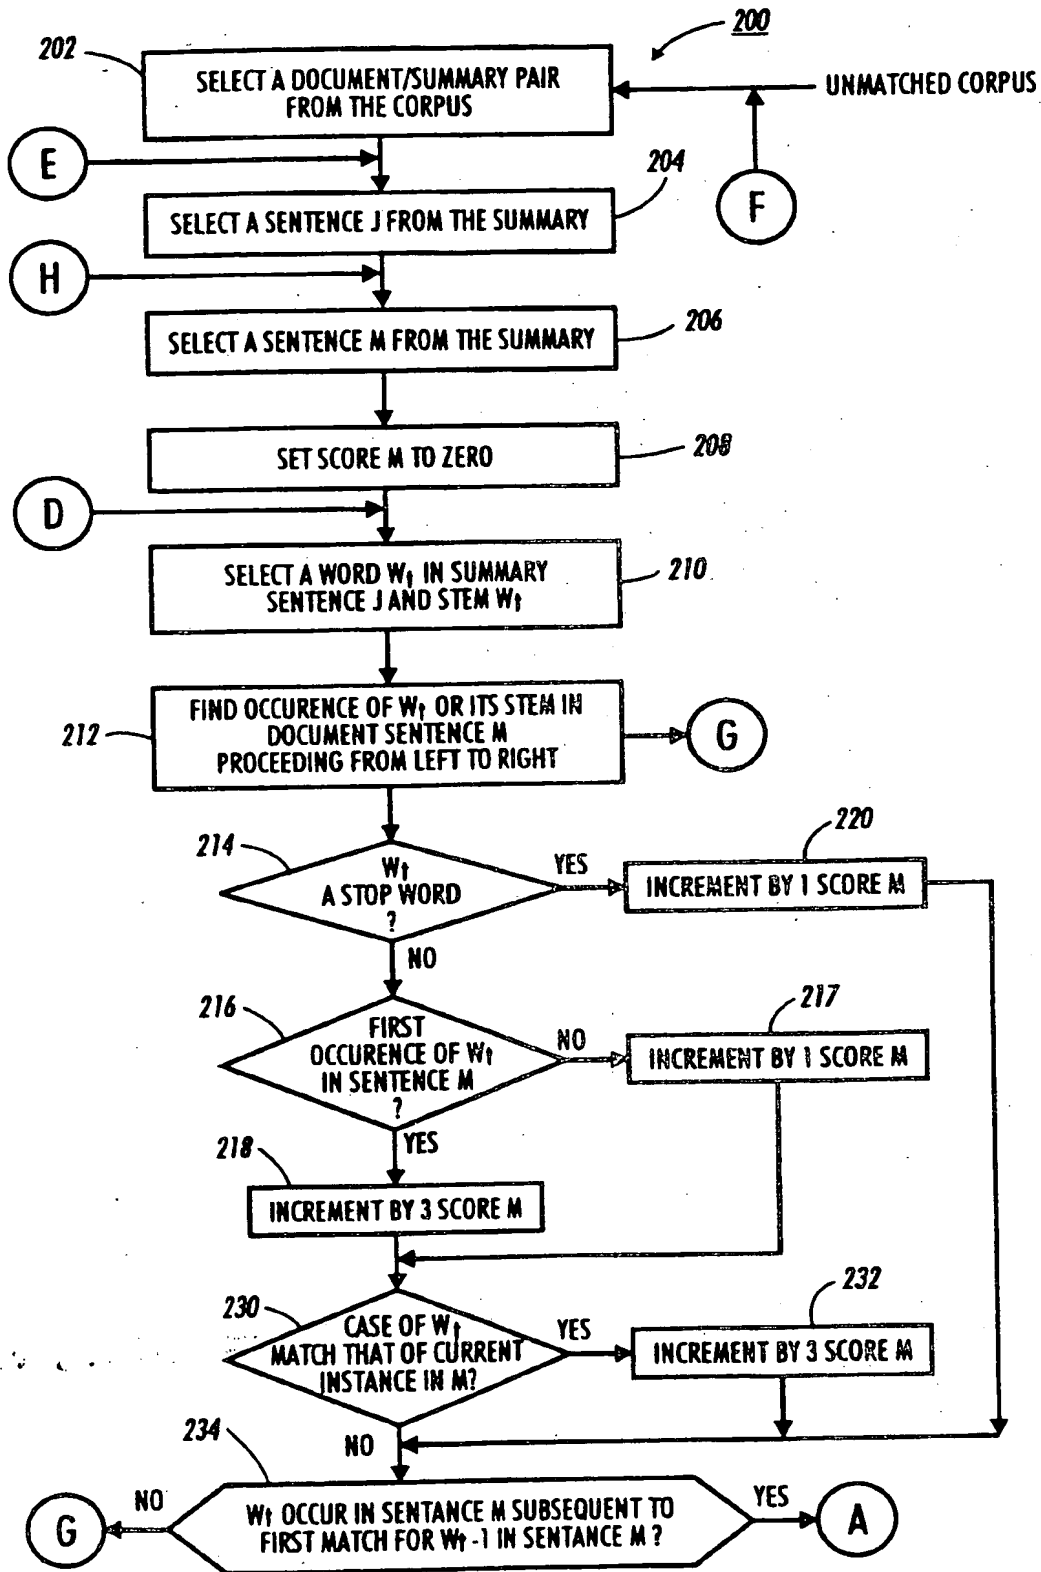 200
202
SELECT A DOCUMENT/SUMMARY PAIR
FROM THE CORPUS
UNMATCHED CORPUS
E
F
204
SELECT A SENTENCE J FROM THE SUMMARY
H
206
SELECT A SENTENCE M FROM THE SUMMARY
208
SET SCORE M TO ZERO
D
210
SELECT A WORD Wt IN SUMMARY
SENTENCE J AND STEM Wt
212
FIND OCCURENCE OF Wt OR ITS STEM IN
DOCUMENT SENTENCE M
PROCEEDING FROM LEFT TO RIGHT
G
214
Wt
A STOP WORD
?
YES
220
INCREMENT BY 1 SCORE M
NO
216
FIRST
OCCURENCE OF Wt
IN SENTENCE M
?
NO
217
INCREMENT BY 1 SCORE M
YES
218
INCREMENT BY 3 SCORE M
230
CASE OF Wt
MATCH THAT OF CURRENT
INSTANCE IN M?
YES
232
INCREMENT BY 3 SCORE M
NO
234
Wt OCCUR IN SENTANCE M SUBSEQUENT TO
FIRST MATCH FOR Wt -1 IN SENTANCE M ?
NO
G
YES
A